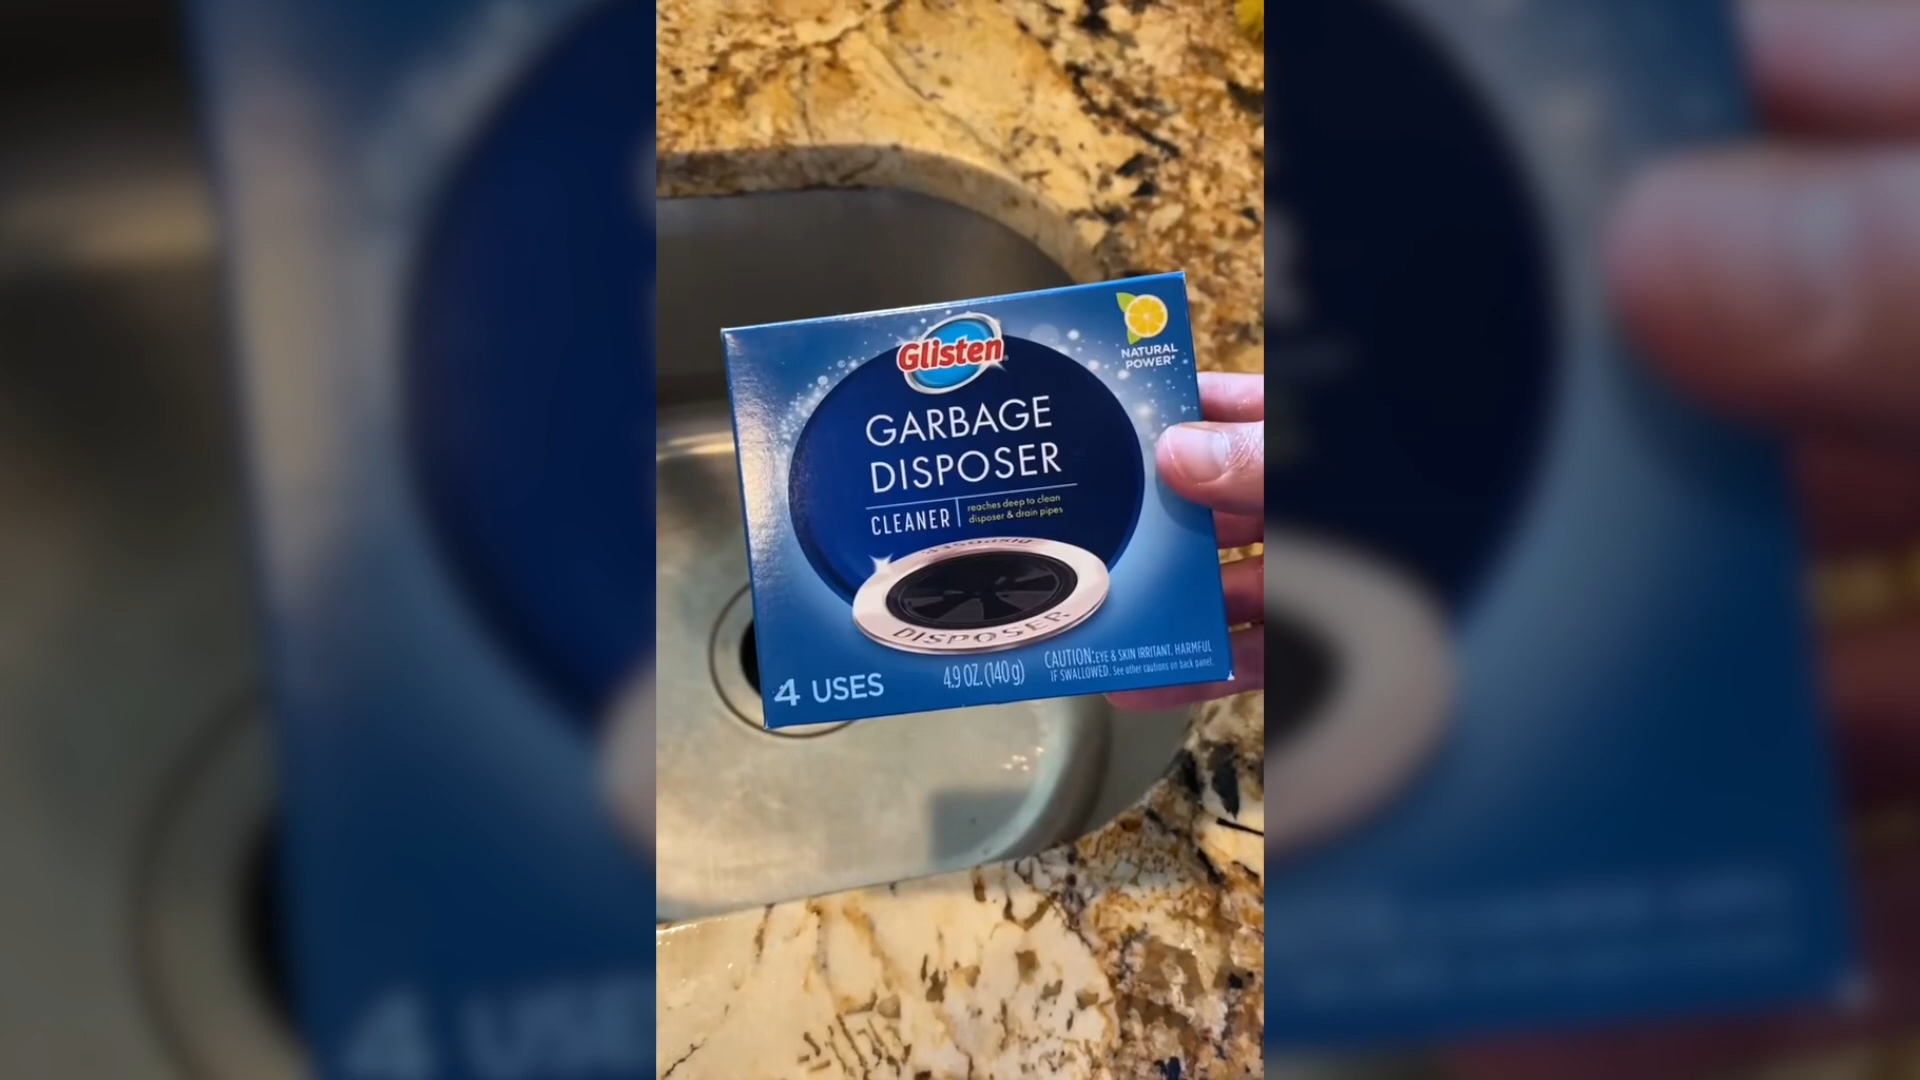 Glisten
NATURAL
POWER*
GARBAGE
DISPOSER
CLEANER
reaches deep to clean
disposer & drain pipes
DISPOSER
DISPOSER
4 USES
4.9 OZ. (140 g)
CAUTION: EYE & SKIN IRRITANT. HARMFUL
IF SWALLOWED. See other cautions on back panel.